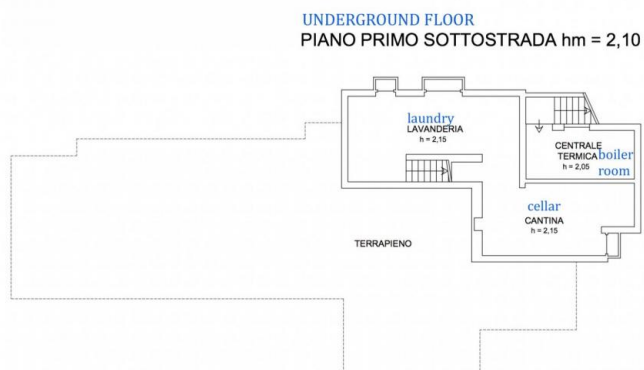 UNDERGROUND FLOOR
PIANO PRIMO SOTTOSTRADA hm = 2,10
laundry
LAVANDERIA
h = 2,15
CENTRALE
TERMICA boiler
h = 2,05 room
cellar
CANTINA
h = 2,15
TERRAPIENO